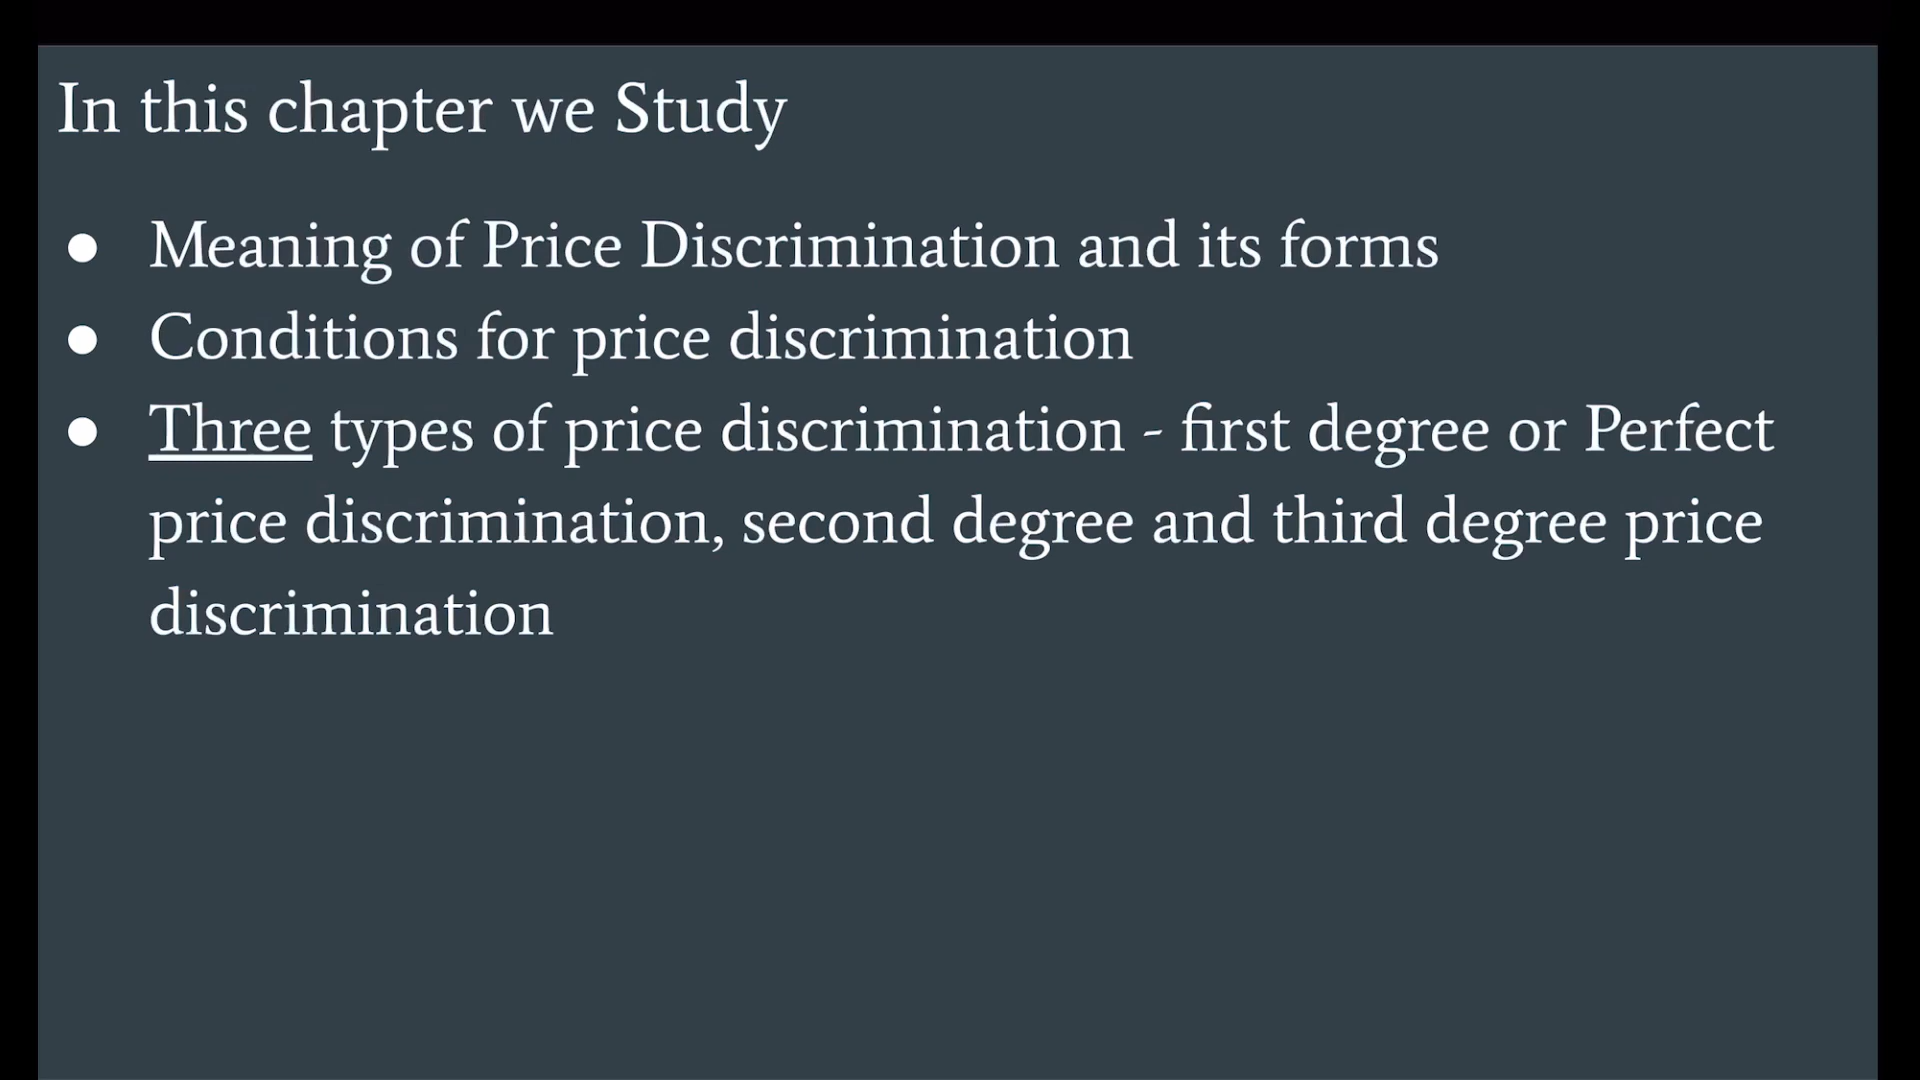 In this chapter we Study
● Meaning of Price Discrimination and its forms
● Conditions for price discrimination
● Three types of price discrimination - first degree or Perfect
price discrimination, second degree and third degree price
discrimination